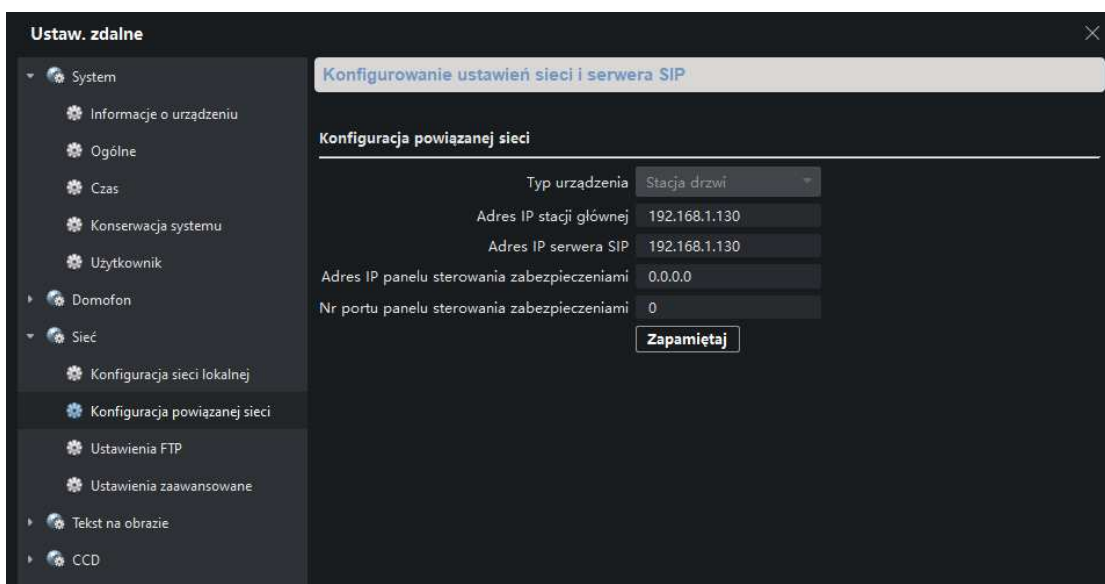 Ustaw. zdalne
System
Informacje o urządzeniu
Ogólne
Czas
Konserwacja systemu
Użytkownik
Domofon
Sieć
Konfiguracja sieci lokalnej
Konfiguracja powiązanej sieci
Ustawienia FTP
Ustawienia zaawansowane
Tekst na obrazie
CCD
Konfigurowanie ustawień sieci i serwera SIP
Konfiguracja powiązanej sieci
Typ urządzenia Stacja drzwi
Adres IP stacji głównej 192.168.1.130
Adres IP serwera SIP 192.168.1.130
Adres IP panelu sterowania zabezpieczeniami 0.0.0.0
Nr portu panelu sterowania zabezpieczeniami 0
Zapamiętaj